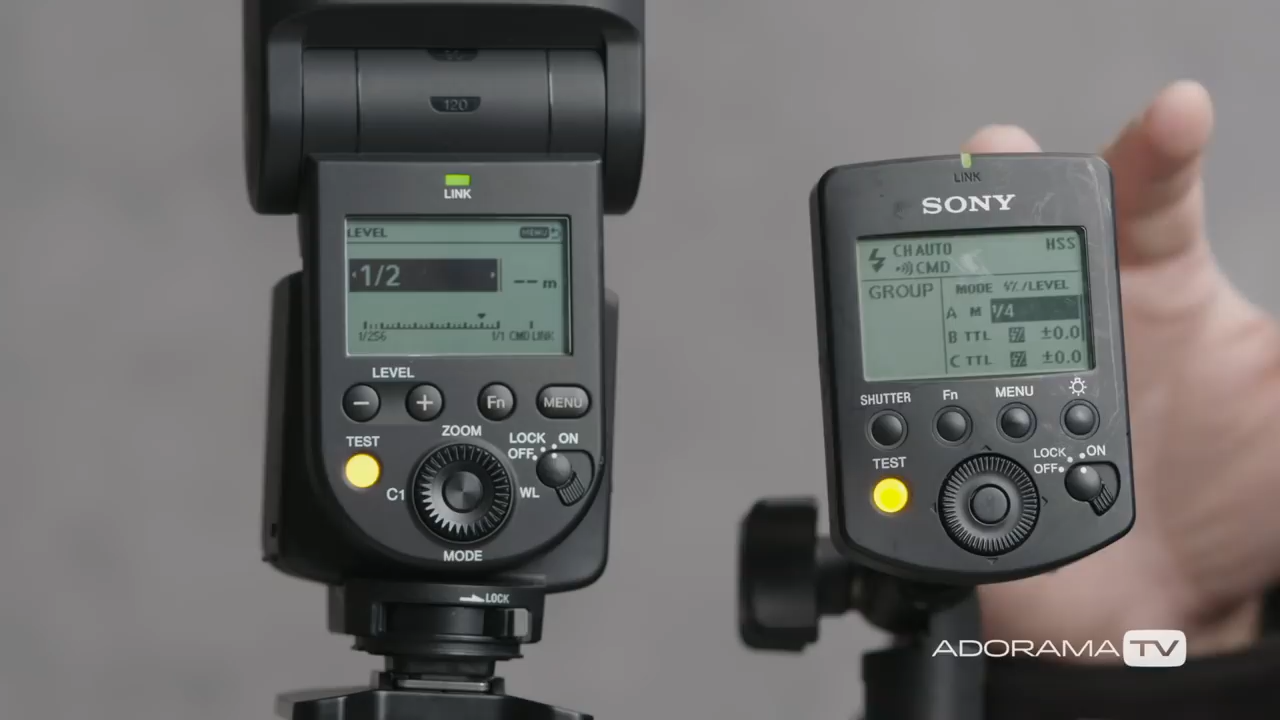 120
LINK
LEVEL MENU
1/2 --m
1/256 1/1 CMD LINK
LEVEL
− + Fn MENU
TEST ZOOM LOCK ON
OFF
C1 WL
MODE
LOCK
LINK
SONY
CH AUTO HSS
CMD
GROUP MODE /LEVEL
A M 1/4
B TTL ±0.0
C TTL ±0.0
SHUTTER Fn MENU
TEST LOCK ON
OFF
ADORAMA TV